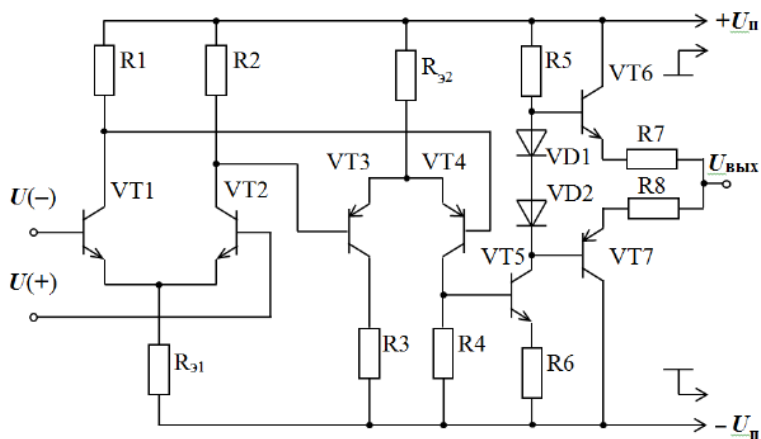 +Uп
R1
R2
Rэ2
R5
VT6
R7
Uвых
R8
VD1
VD2
VT3
VT4
VT1
VT2
U(−)
VT5
VT7
U(+)
Rэ1
R3
R4
R6
− Uп